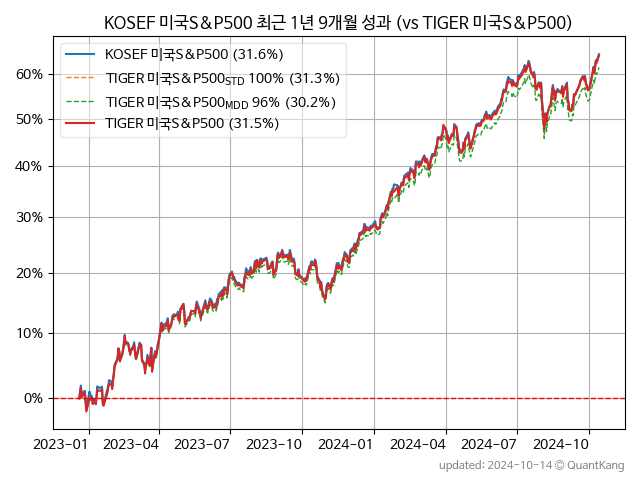 KOSEF 미국S&P500 최근 1년 9개월 성과 (vs TIGER 미국S&P500)
KOSEF 미국S&P500 (31.6%)
TIGER 미국S&P500STD 100% (31.3%)
TIGER 미국S&P500MDD 96% (30.2%)
TIGER 미국S&P500 (31.5%)
60%
50%
40%
30%
20%
10%
0%
2023-01 2023-04 2023-07 2023-10 2024-01 2024-04 2024-07 2024-10
updated: 2024-10-14 © QuantKang